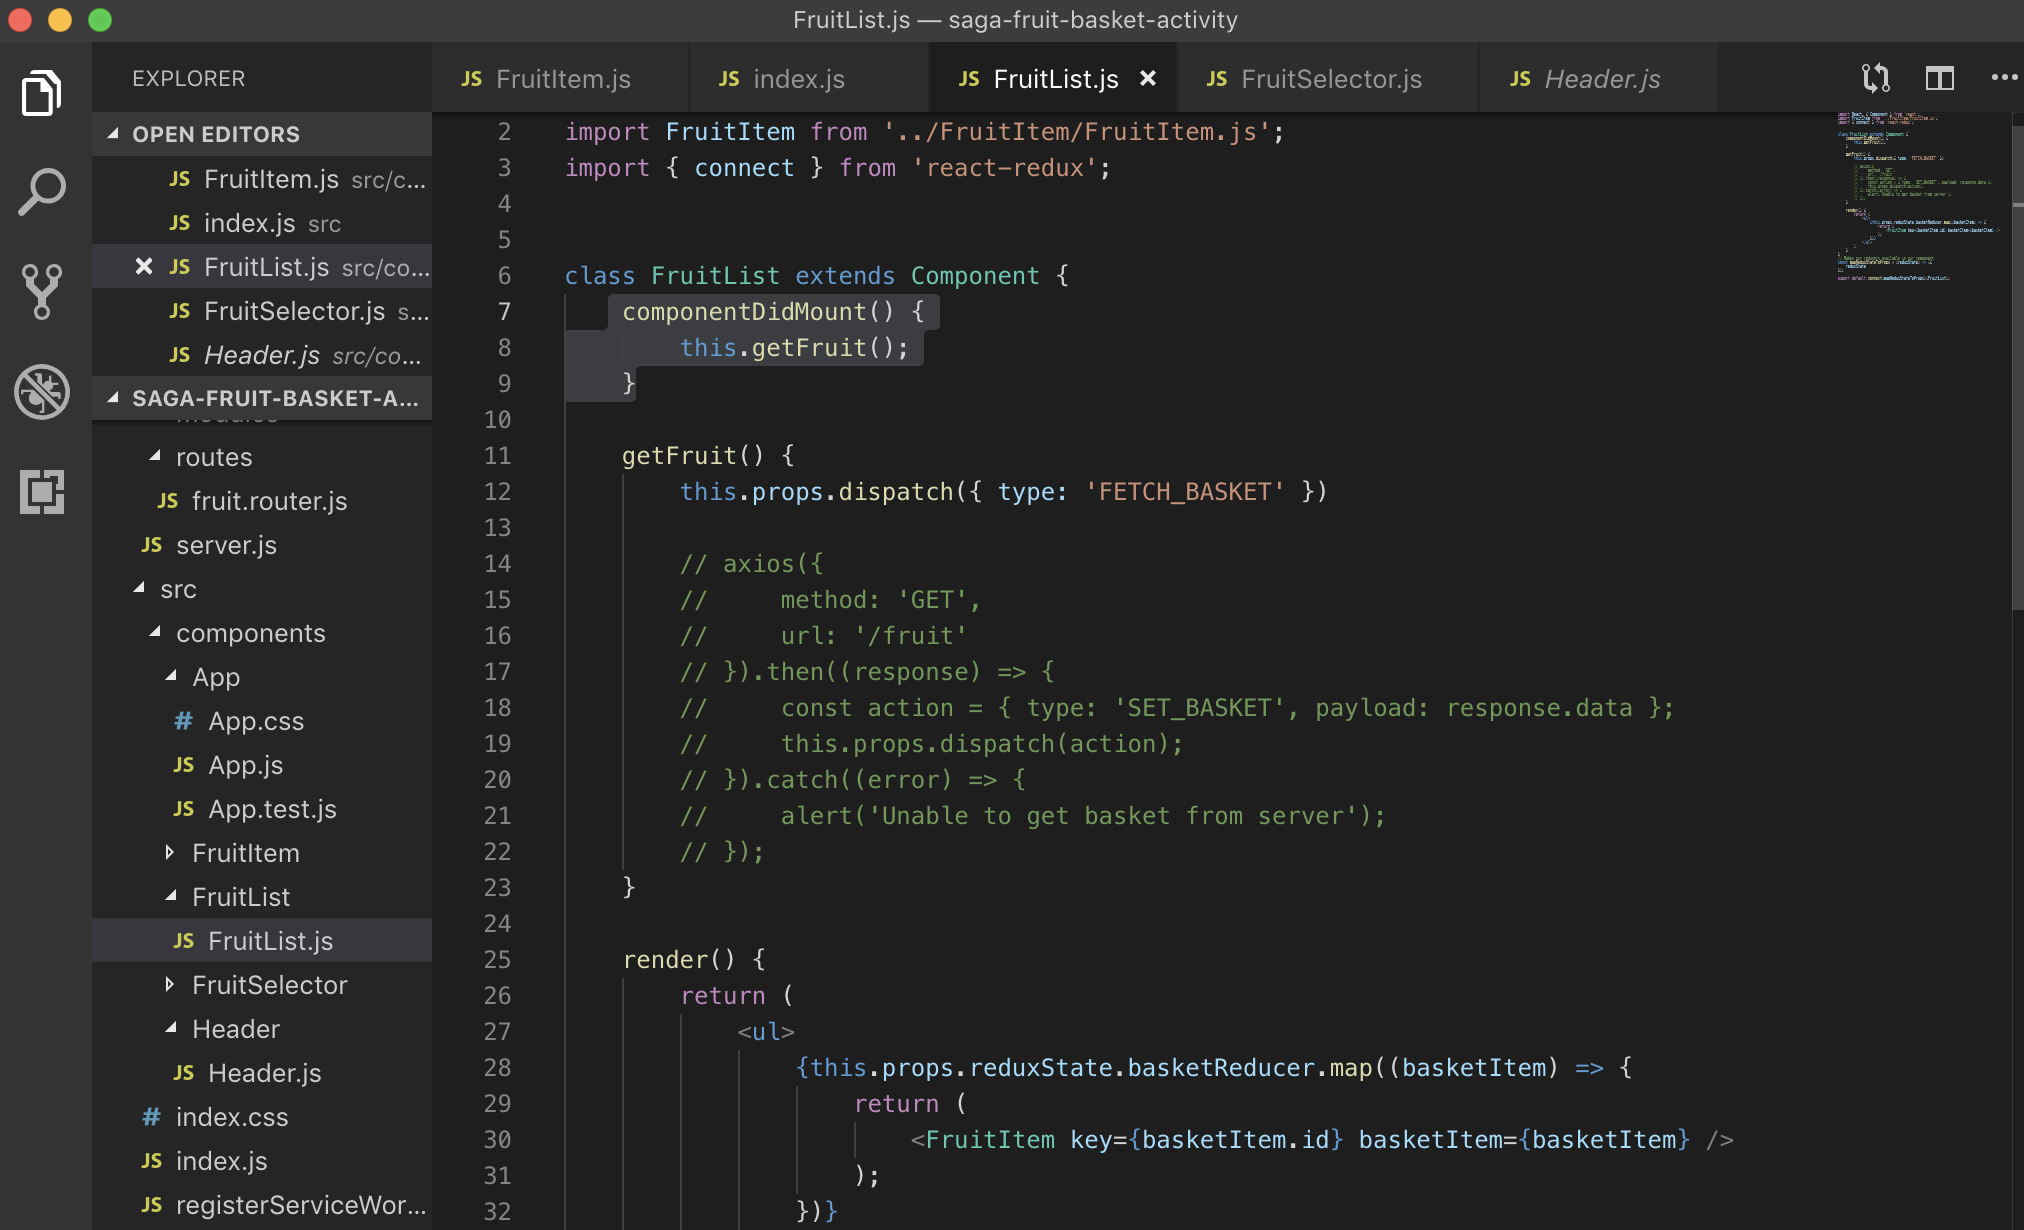 FruitList.js — saga-fruit-basket-activity
EXPLORER
OPEN EDITORS
JS FruitItem.js src/c...
JS index.js src
JS FruitList.js src/co...
JS FruitSelector.js s...
JS Header.js src/co...
SAGA-FRUIT-BASKET-A...
routes
JS fruit.router.js
JS server.js
src
components
App
# App.css
JS App.js
JS App.test.js
FruitItem
FruitList
JS FruitList.js
FruitSelector
Header
JS Header.js
# index.css
JS index.js
JS registerServiceWor...
JS FruitItem.js JS index.js JS FruitList.js JS FruitSelector.js JS Header.js
2 import FruitItem from '../FruitItem/FruitItem.js';
3 import { connect } from 'react-redux';
4
5
6 class FruitList extends Component {
7     componentDidMount() {
8         this.getFruit();
9     }
10
11     getFruit() {
12         this.props.dispatch({ type: 'FETCH_BASKET' })
13
14         // axios({
15         //     method: 'GET',
16         //     url: '/fruit'
17         // }).then((response) => {
18         //     const action = { type: 'SET_BASKET', payload: response.data };
19         //     this.props.dispatch(action);
20         // }).catch((error) => {
21         //     alert('Unable to get basket from server');
22         // });
23     }
24
25     render() {
26         return (
27             <ul>
28                 {this.props.reduxState.basketReducer.map((basketItem) => {
29                     return (
30                         <FruitItem key={basketItem.id} basketItem={basketItem} />
31                     );
32                 })}